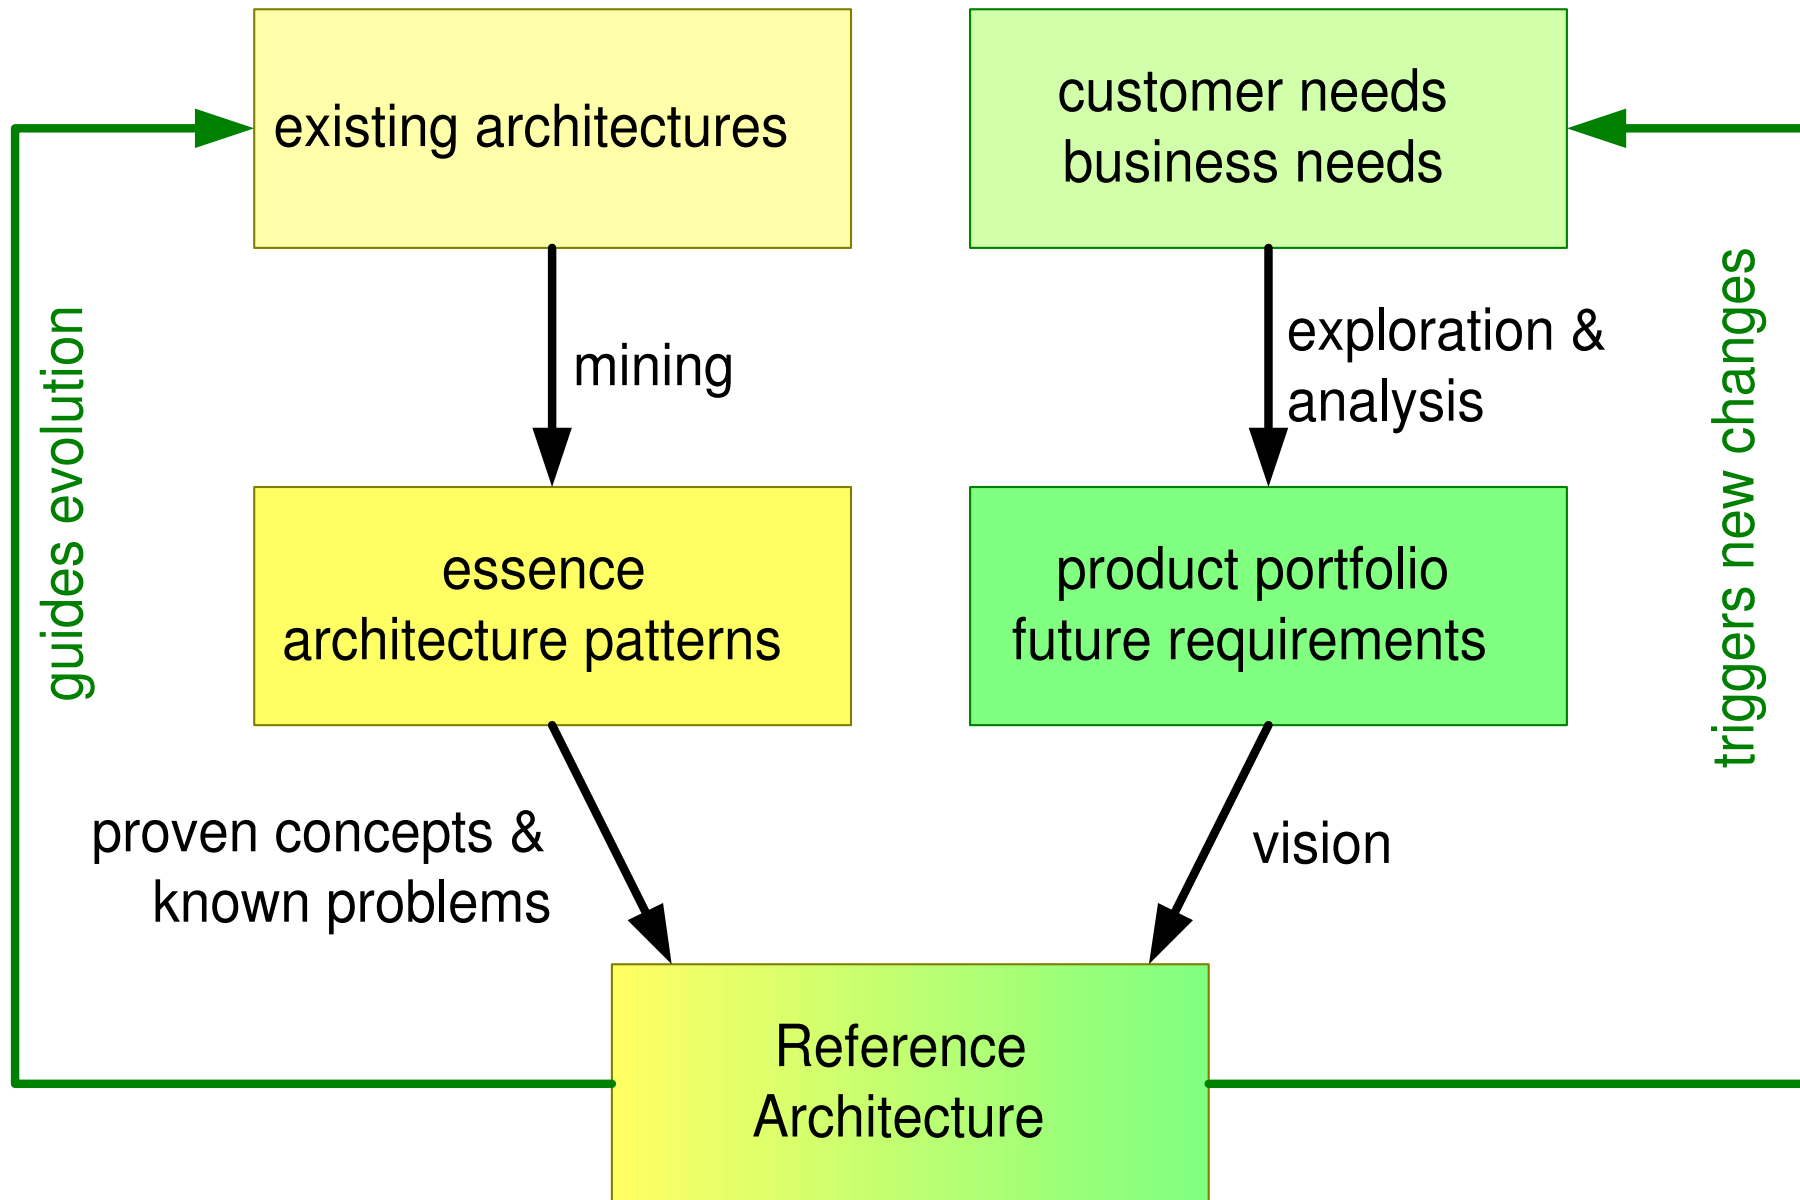 existing architectures
customer needs
business needs
guides evolution
mining
exploration &
analysis
triggers new changes
essence
architecture patterns
product portfolio
future requirements
proven concepts &
known problems
vision
Reference
Architecture